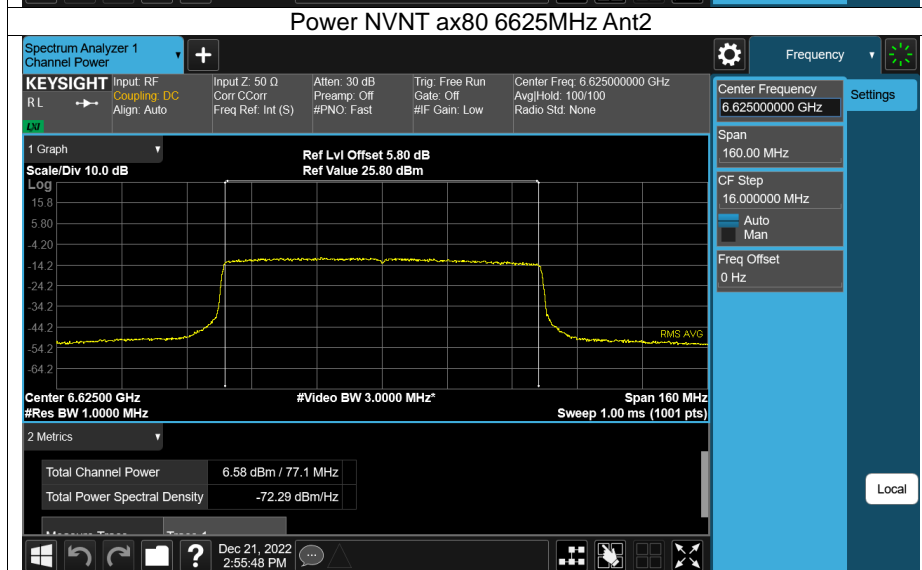 Power NVNT ax80 6625MHz Ant2
Spectrum Analyzer 1
Channel Power
+
Frequency
KEYSIGHT
RL
LXI
Input: RF
Coupling: DC
Align: Auto
Input Z: 50 Ω
Corr CCorr
Freq Ref: Int (S)
Atten: 30 dB
Preamp: Off
#PNO: Fast
Trig: Free Run
Gate: Off
#IF Gain: Low
Center Freq: 6.625000000 GHz
Avg|Hold: 100/100
Radio Std: None
Center Frequency
6.625000000 GHz
Settings
Span
160.00 MHz
CF Step
16.000000 MHz
Auto
Man
Freq Offset
0 Hz
1 Graph
Scale/Div 10.0 dB
Ref Lvl Offset 5.80 dB
Ref Value 25.80 dBm
Log
15.8
5.80
-4.20
-14.2
-24.2
-34.2
-44.2
-54.2
-64.2
RMS AVG
Center 6.62500 GHz
#Video BW 3.0000 MHz*
Span 160 MHz
#Res BW 1.0000 MHz
Sweep 1.00 ms (1001 pts)
2 Metrics
Total Channel Power 6.58 dBm / 77.1 MHz
Total Power Spectral Density -72.29 dBm/Hz
Local
?
Dec 21, 2022
2:55:48 PM